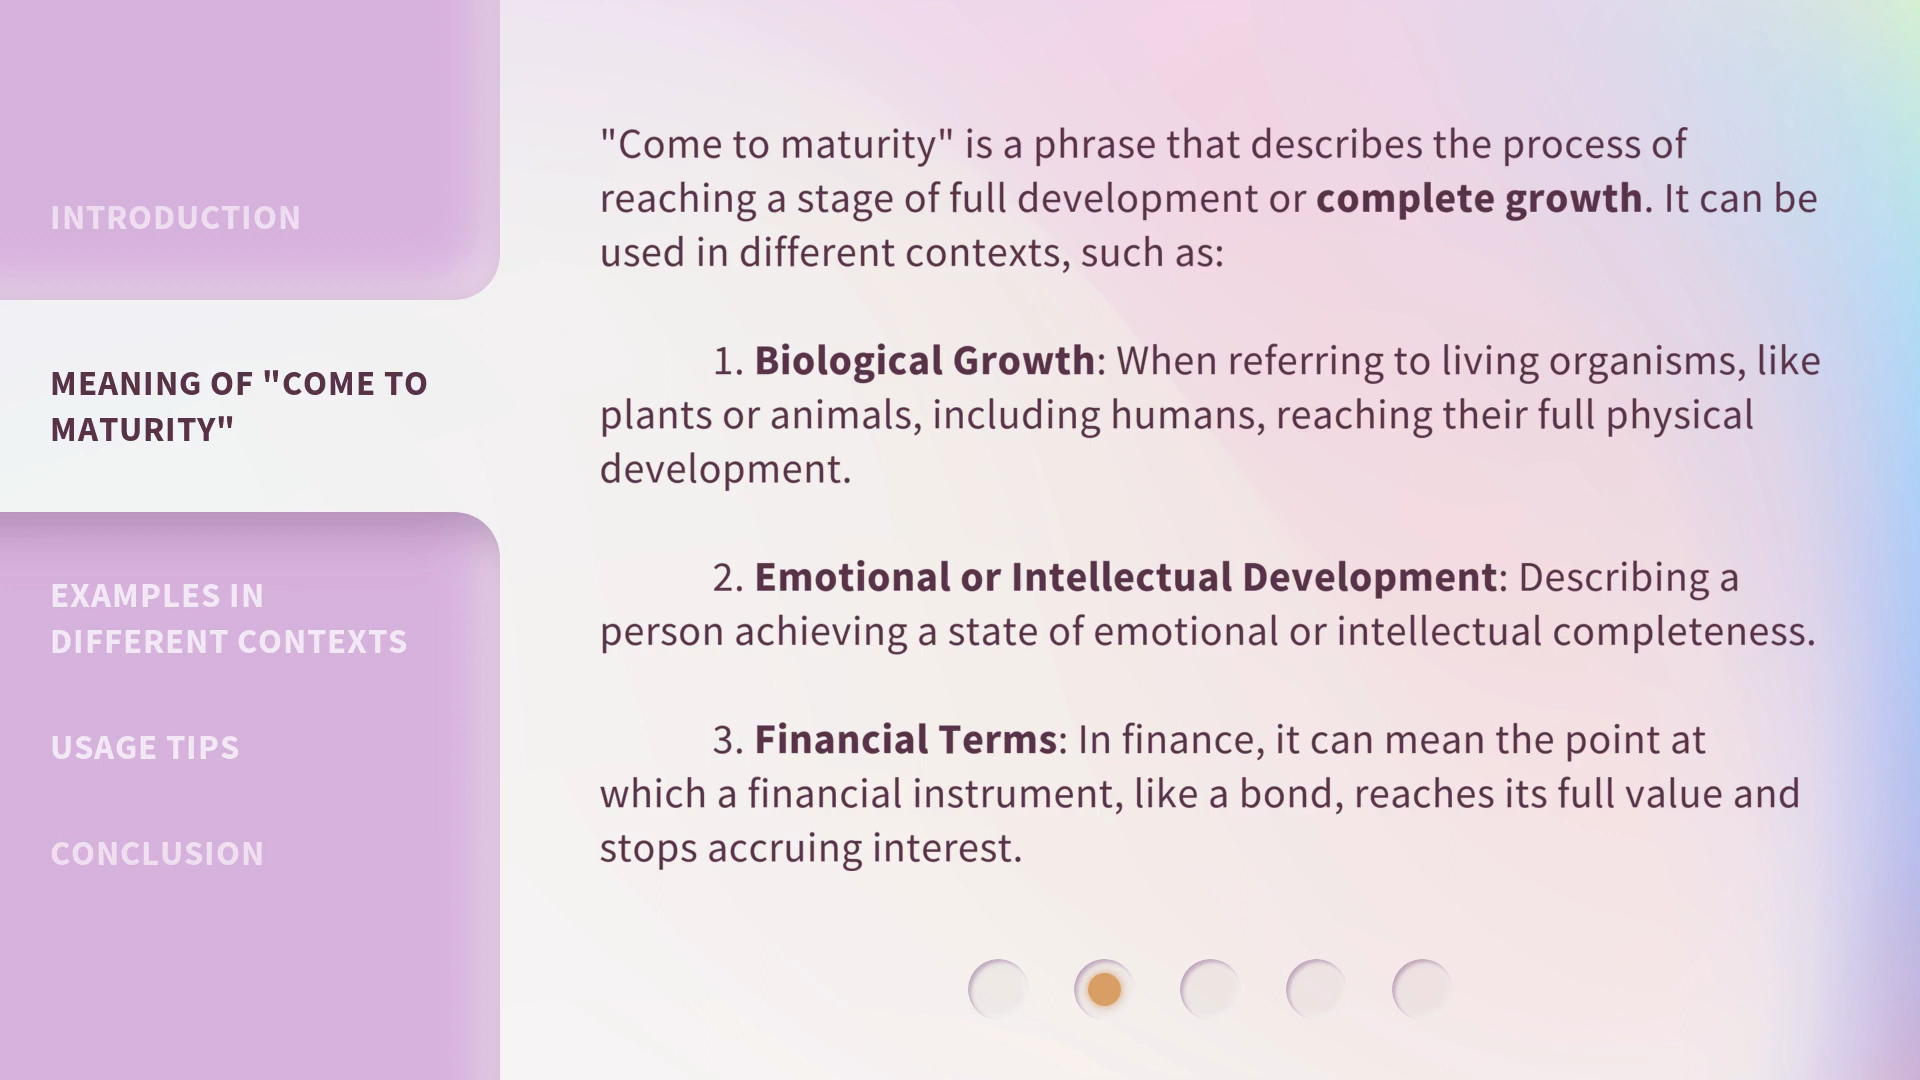 INTRODUCTION
MEANING OF "COME TO
MATURITY"
EXAMPLES IN
DIFFERENT CONTEXTS
USAGE TIPS
CONCLUSION
"Come to maturity" is a phrase that describes the process of
reaching a stage of full development or complete growth. It can be
used in different contexts, such as:
1. Biological Growth: When referring to living organisms, like
plants or animals, including humans, reaching their full physical
development.
2. Emotional or Intellectual Development: Describing a
person achieving a state of emotional or intellectual completeness.
3. Financial Terms: In finance, it can mean the point at
which a financial instrument, like a bond, reaches its full value and
stops accruing interest.